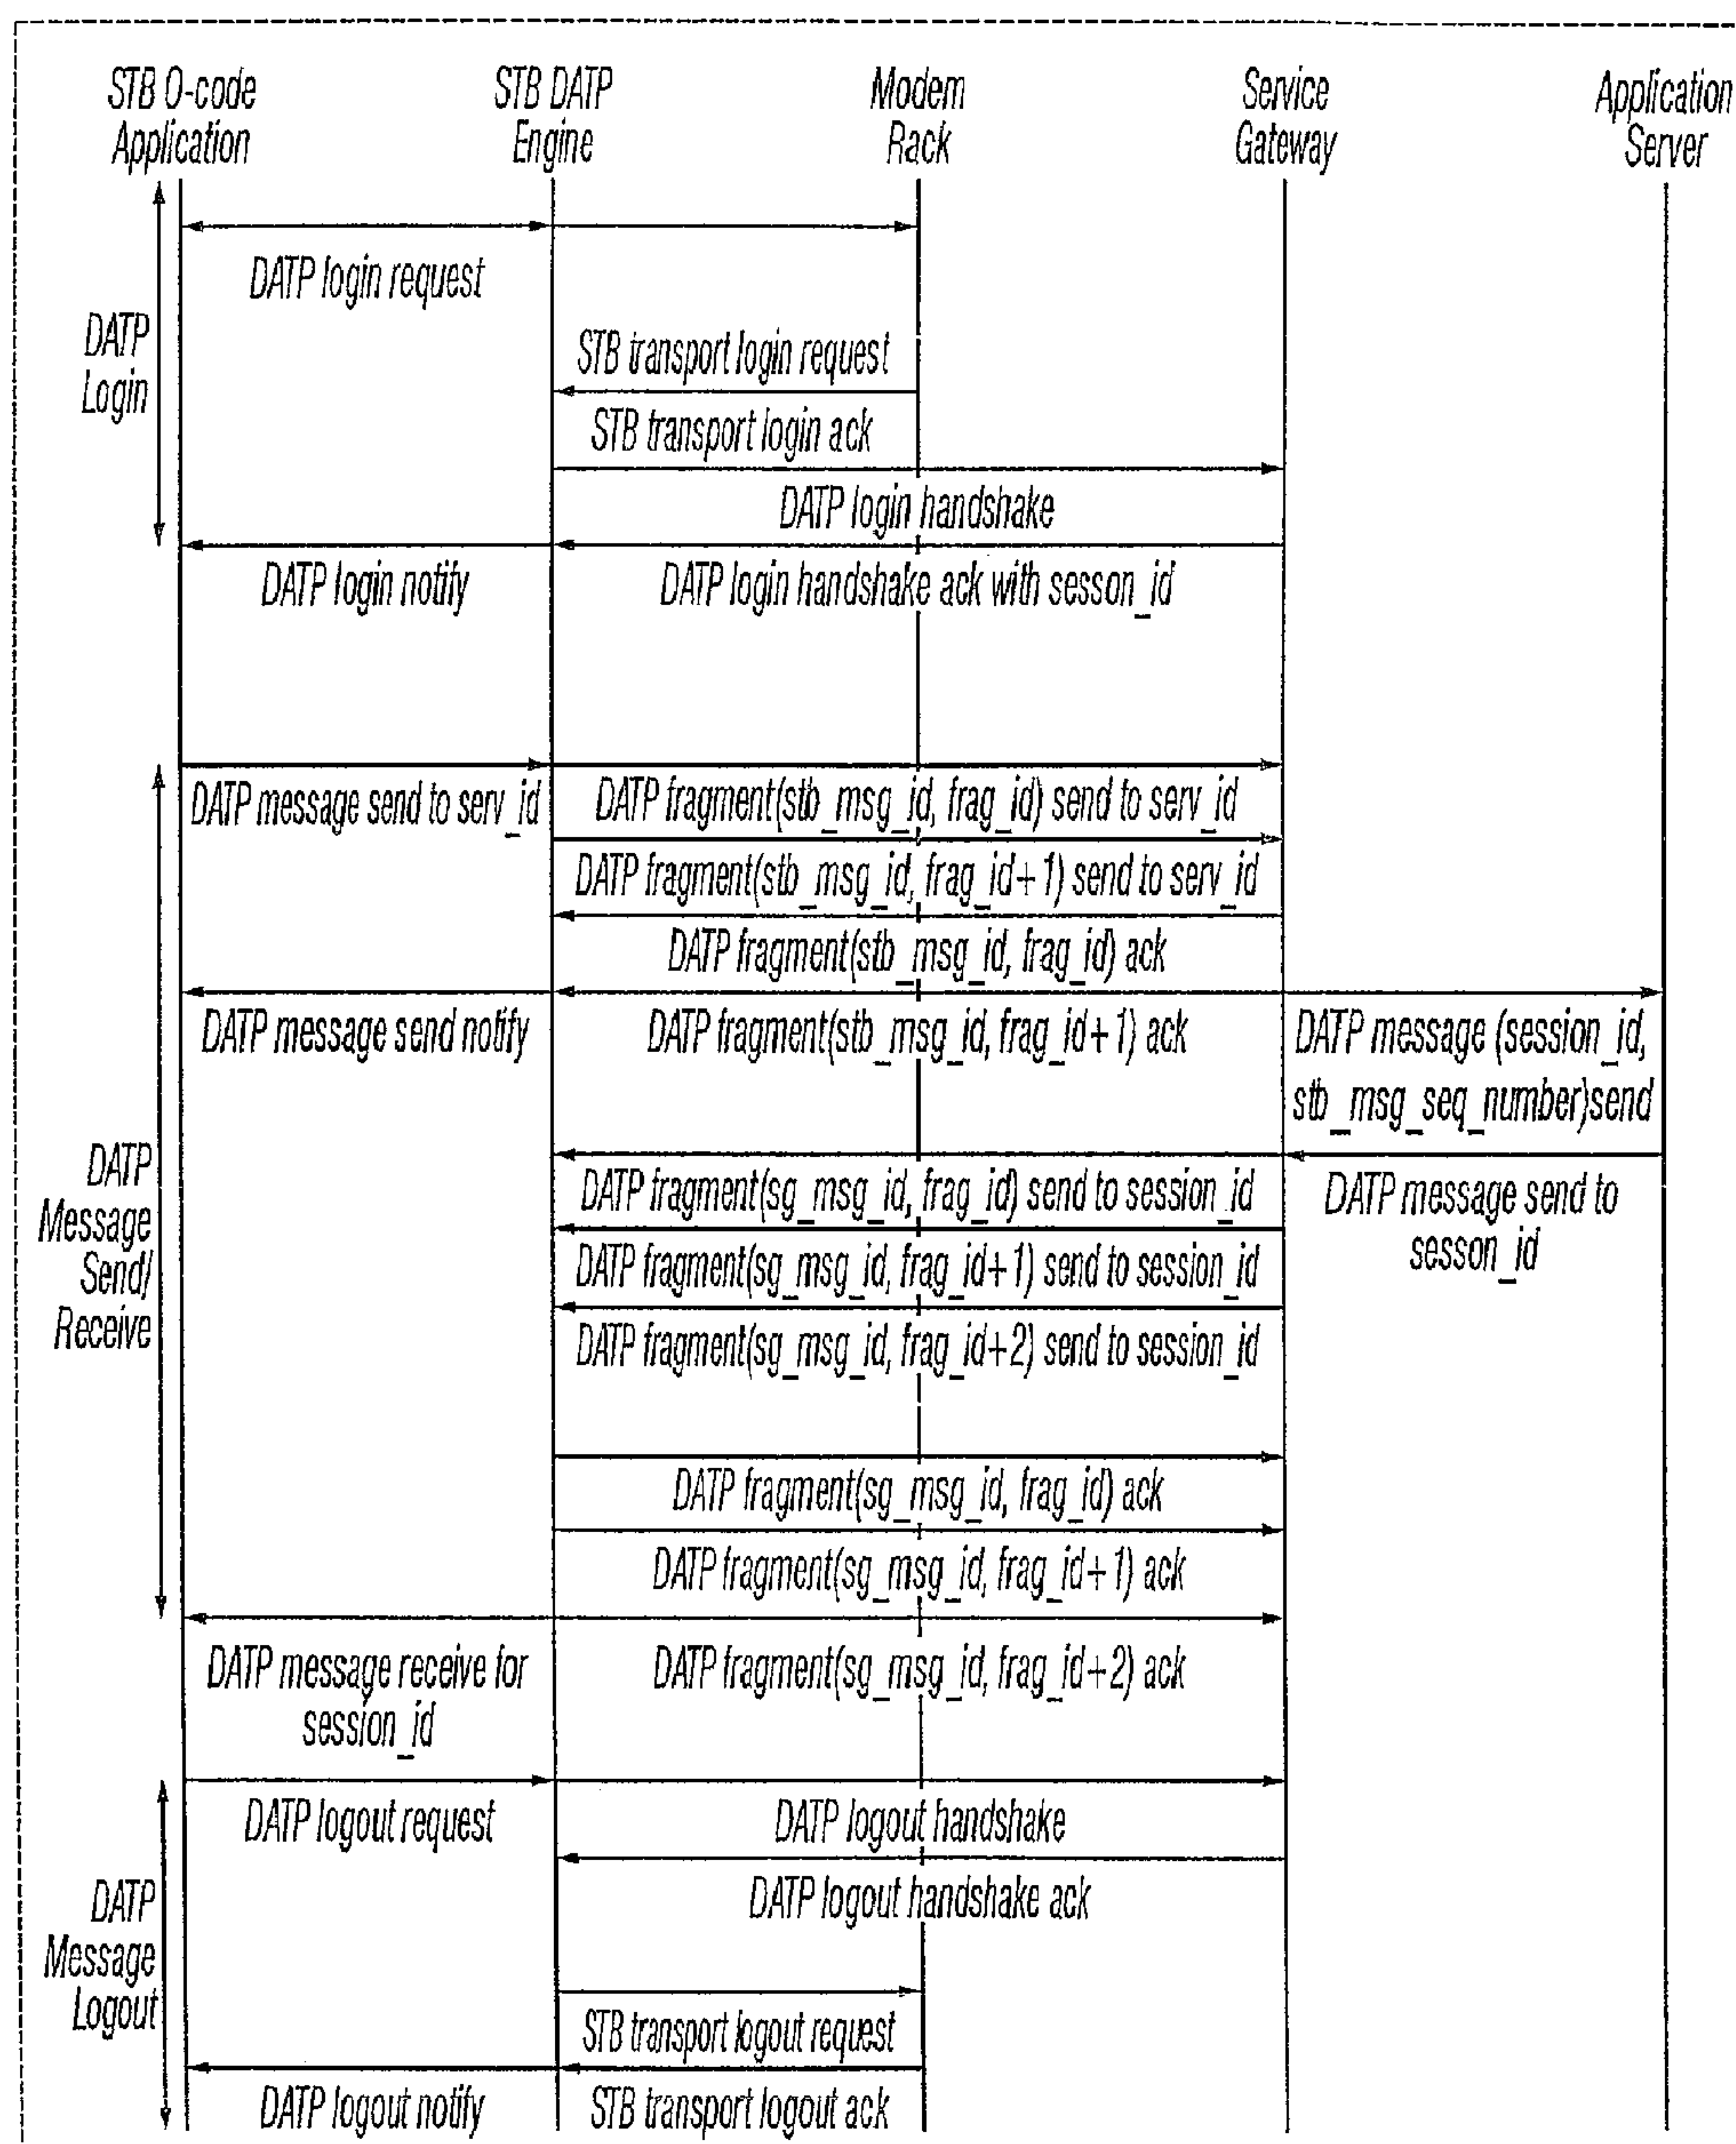 STB O-code
Application
STB DATP
Engine
Modem
Rack
Service
Gateway
Application
Server
DATP login request
DATP
Login
STB transport login request
STB transport login ack
DATP login handshake
DATP login notify
DATP login handshake ack with sesson_id
DATP message send to serv_id
DATP fragment(stb_msg_id, frag_id) send to serv_id
DATP fragment(stb_msg_id, frag_id+1) send to serv_id
DATP fragment(stb_msg_id, frag_id) ack
DATP message send notify
DATP fragment(stb_msg_id, frag_id+1) ack
DATP message (session_id,
stb_msg_seq_number)send
DATP
Message
Send/
Receive
DATP fragment(sg_msg_id, frag_id) send to session_id
DATP message send to
sesson_id
DATP fragment(sg_msg_id, frag_id+1) send to session_id
DATP fragment(sg_msg_id, frag_id+2) send to session_id
DATP fragment(sg_msg_id, frag_id) ack
DATP fragment(sg_msg_id, frag_id+1) ack
DATP message receive for
session_id
DATP fragment(sg_msg_id, frag_id+2) ack
DATP logout request
DATP logout handshake
DATP logout handshake ack
DATP
Message
Logout
STB transport logout request
DATP logout notify
STB transport logout ack